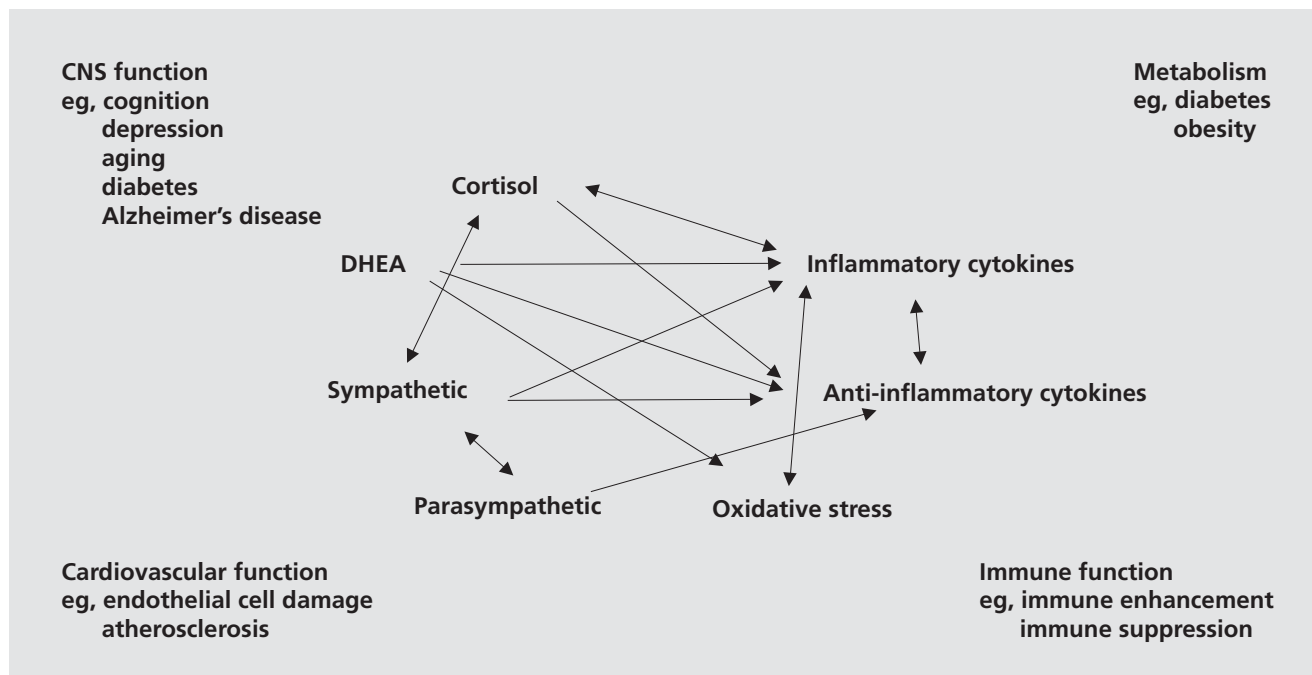 CNS function
eg, cognition
depression
aging
diabetes
Alzheimer's disease
Metabolism
eg, diabetes
obesity
Cortisol
DHEA
Inflammatory cytokines
Sympathetic
Anti-inflammatory cytokines
Parasympathetic
Oxidative stress
Cardiovascular function
eg, endothelial cell damage
atherosclerosis
Immune function
eg, immune enhancement
immune suppression